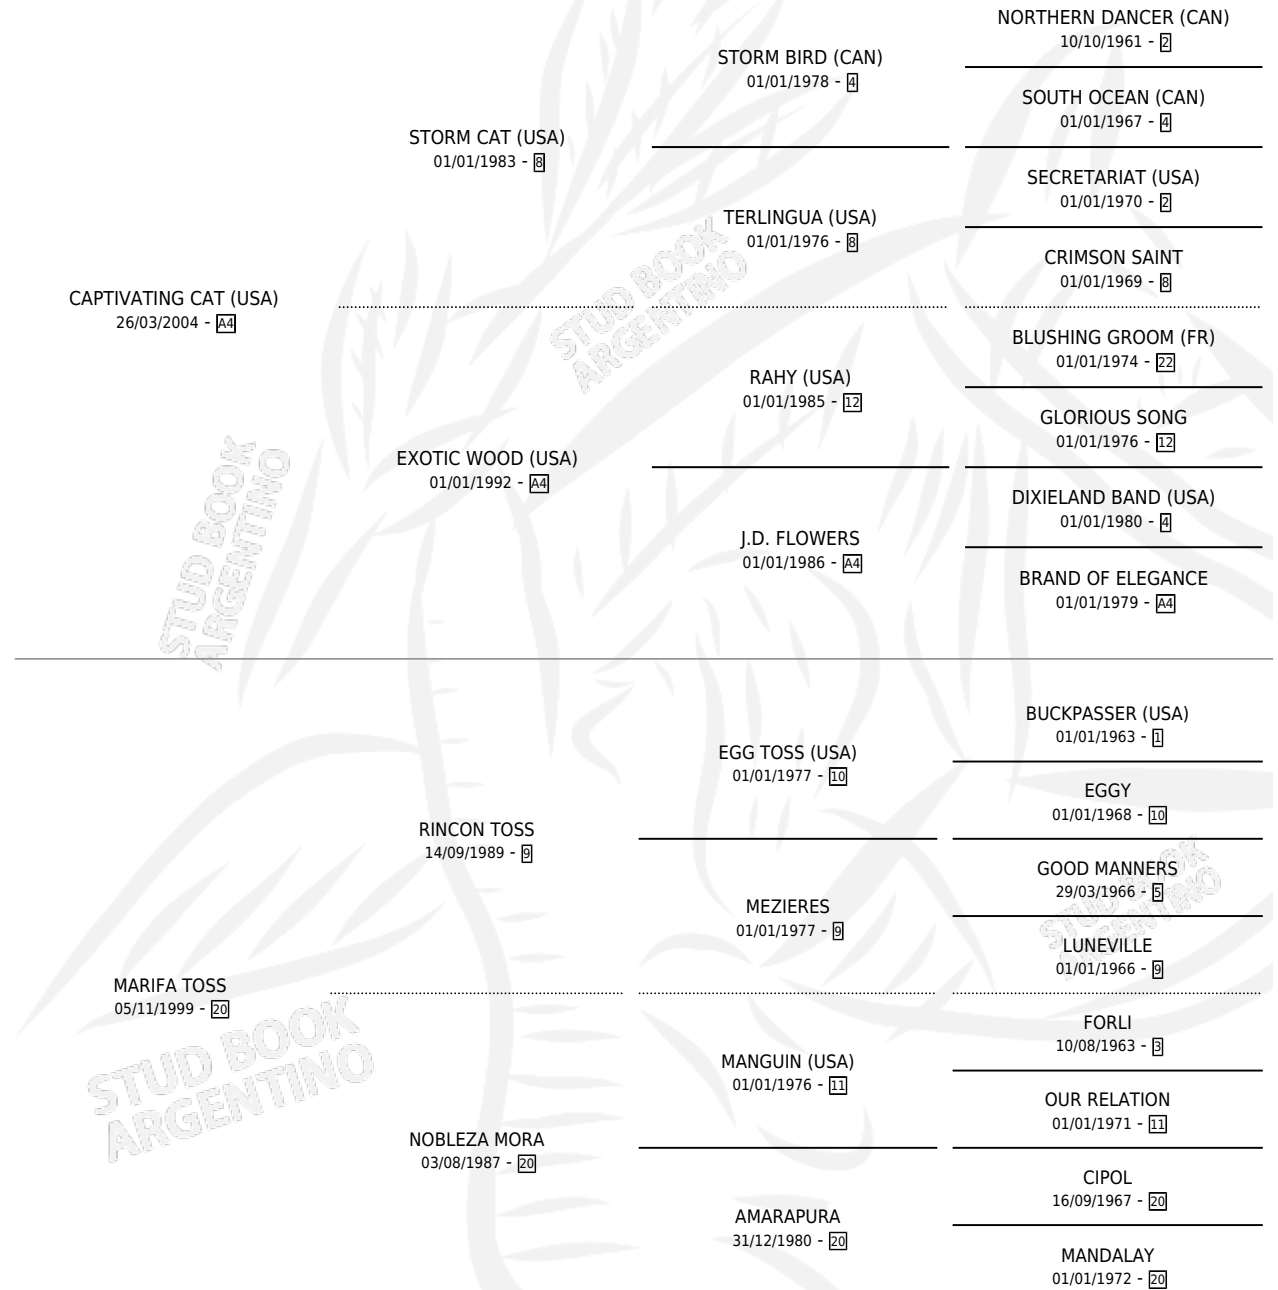 NORTHERN DANCER (CAN)
10/10/1961 - 2
STORM BIRD (CAN)
01/01/1978 - 4
SOUTH OCEAN (CAN)
01/01/1967 - 4
STORM CAT (USA)
01/01/1983 - 8
SECRETARIAT (USA)
01/01/1970 - 2
TERLINGUA (USA)
01/01/1976 - 8
CRIMSON SAINT
01/01/1969 - 8
CAPTIVATING CAT (USA)
26/03/2004 - A4
BLUSHING GROOM (FR)
01/01/1974 - 22
RAHY (USA)
01/01/1985 - 12
GLORIOUS SONG
01/01/1976 - 12
EXOTIC WOOD (USA)
01/01/1992 - A4
DIXIELAND BAND (USA)
01/01/1980 - 4
J.D. FLOWERS
01/01/1986 - A4
BRAND OF ELEGANCE
01/01/1979 - A4
BUCKPASSER (USA)
01/01/1963 - 1
EGG TOSS (USA)
01/01/1977 - 10
EGGY
01/01/1968 - 10
RINCON TOSS
14/09/1989 - 9
GOOD MANNERS
29/03/1966 - 5
MEZIERES
01/01/1977 - 9
LUNEVILLE
01/01/1966 - 9
MARIFA TOSS
05/11/1999 - 20
FORLI
10/08/1963 - 3
MANGUIN (USA)
01/01/1976 - 11
OUR RELATION
01/01/1971 - 11
NOBLEZA MORA
03/08/1987 - 20
CIPOL
16/09/1967 - 20
AMARAPURA
31/12/1980 - 20
MANDALAY
01/01/1972 - 20
STUD BOOK
ARGENTINO
STUD BOOK
ARGENTINO
STUD BOOK
ARGENTINO
STUD BOOK
ARGENTINO